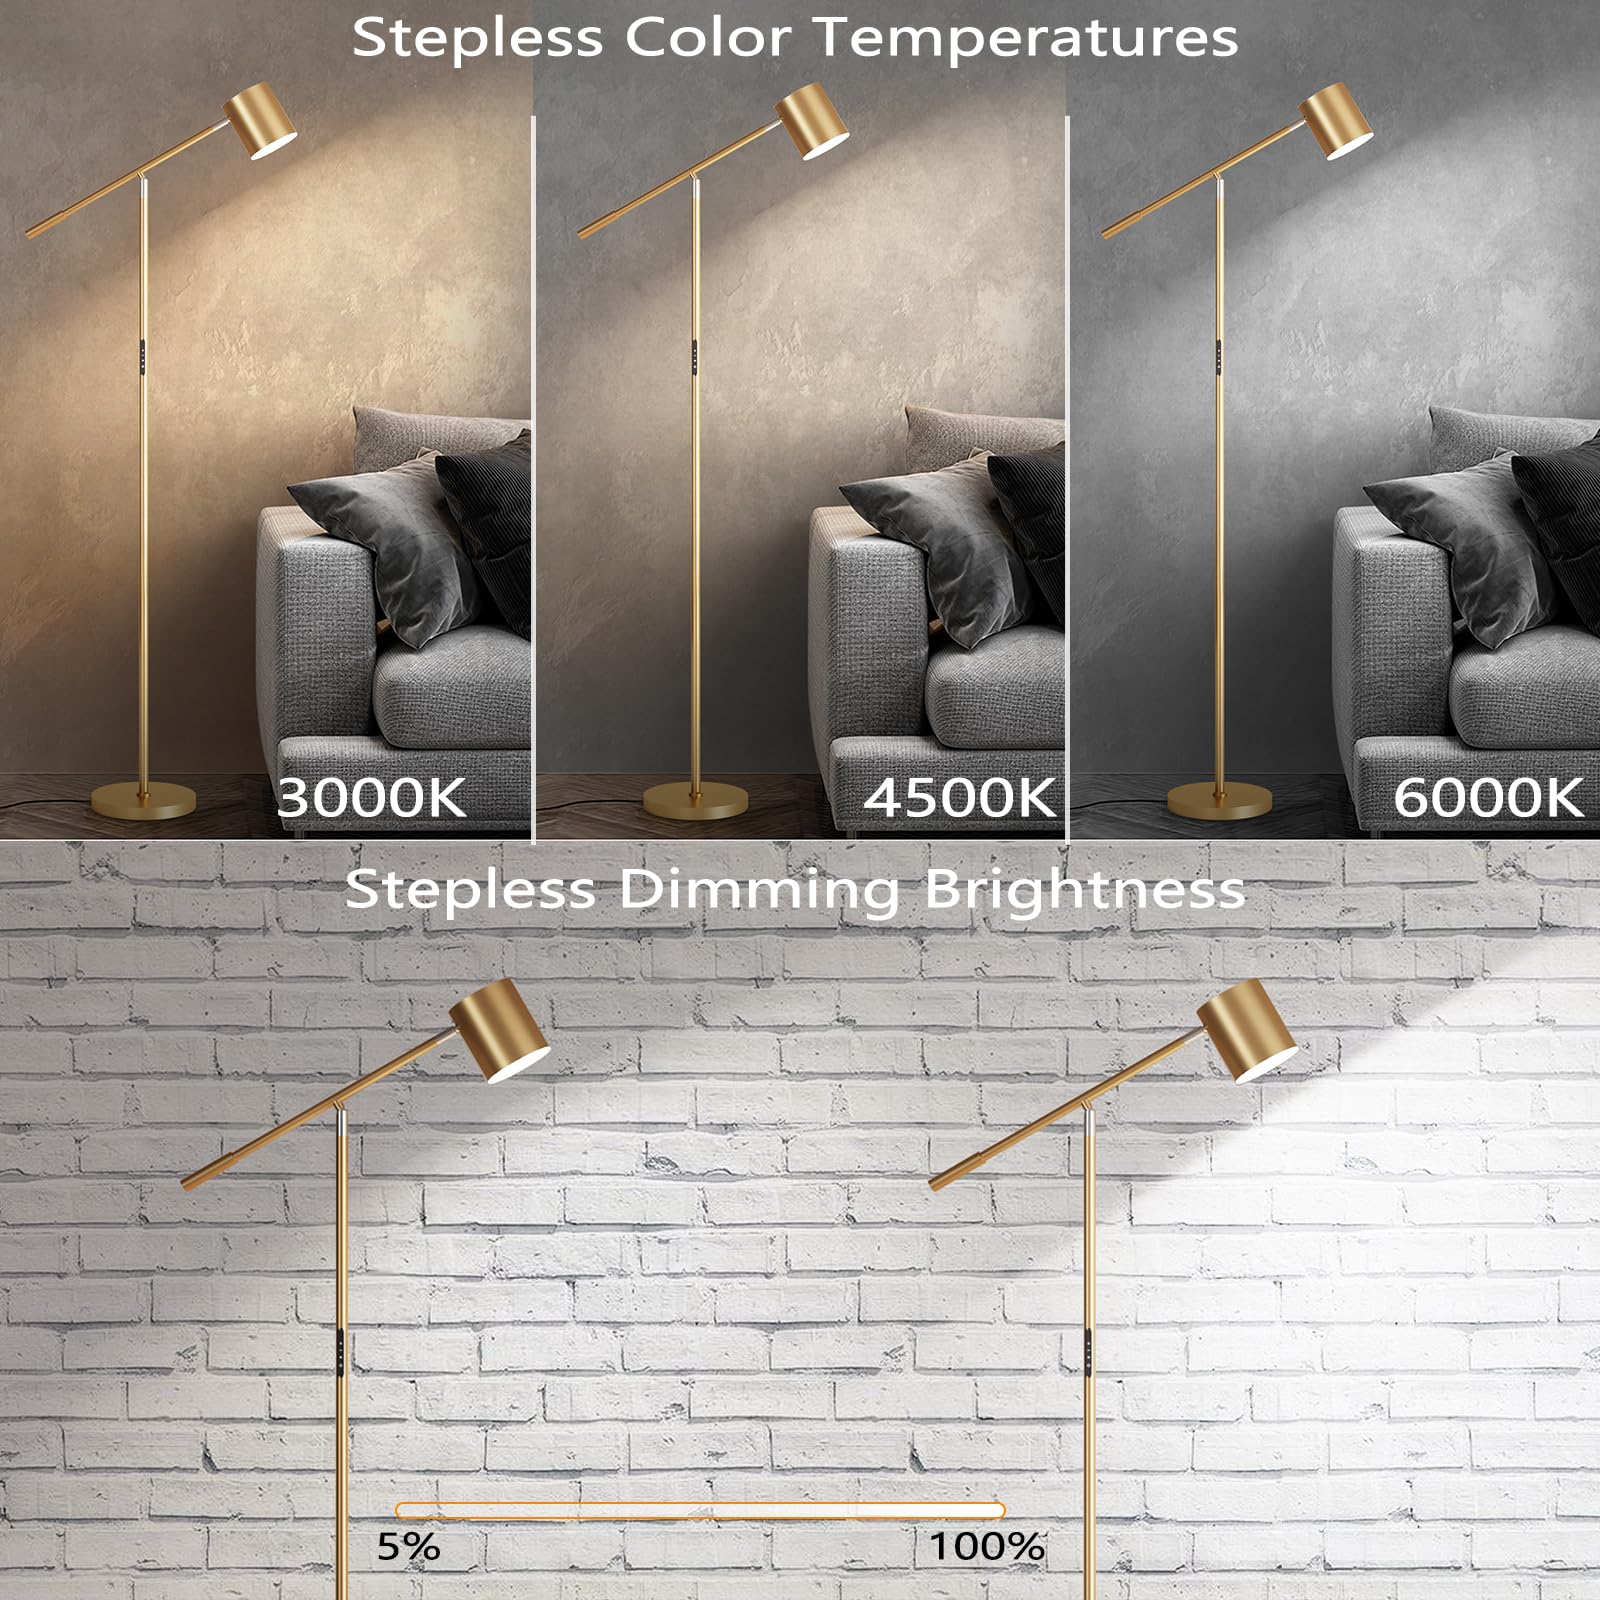 Stepless Color Temperatures
3000K
4500K
6000K
Stepless Dimming Brightness
5%
100%